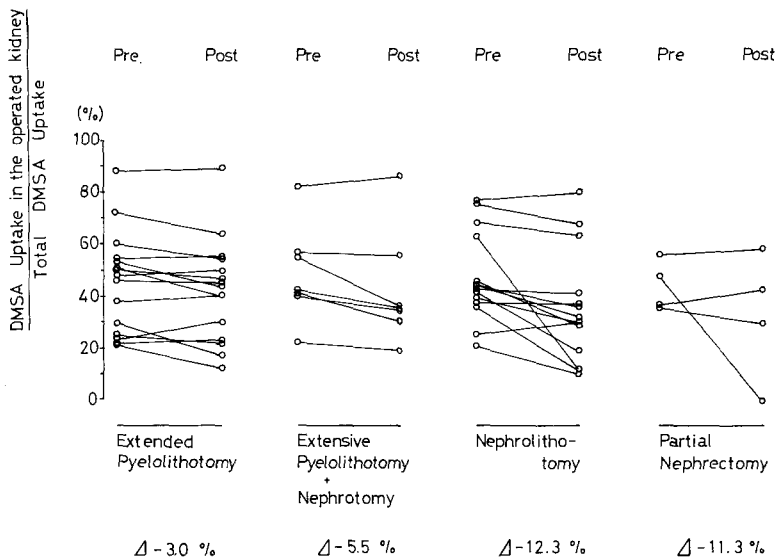 DMSA Uptake in the operated kidney
Total DMSA Uptake
Pre. Post Pre Post Pre Post Pre Post
(%)
100
80
60
40
20
0
Extended
Pyelolithotomy
Extensive
Pyelolithotomy
+
Nephrotomy
Nephrolitho-
tomy
Partial
Nephrectomy
Δ-3.0 % Δ-5.5 % Δ-12.3 % Δ-11.3 %